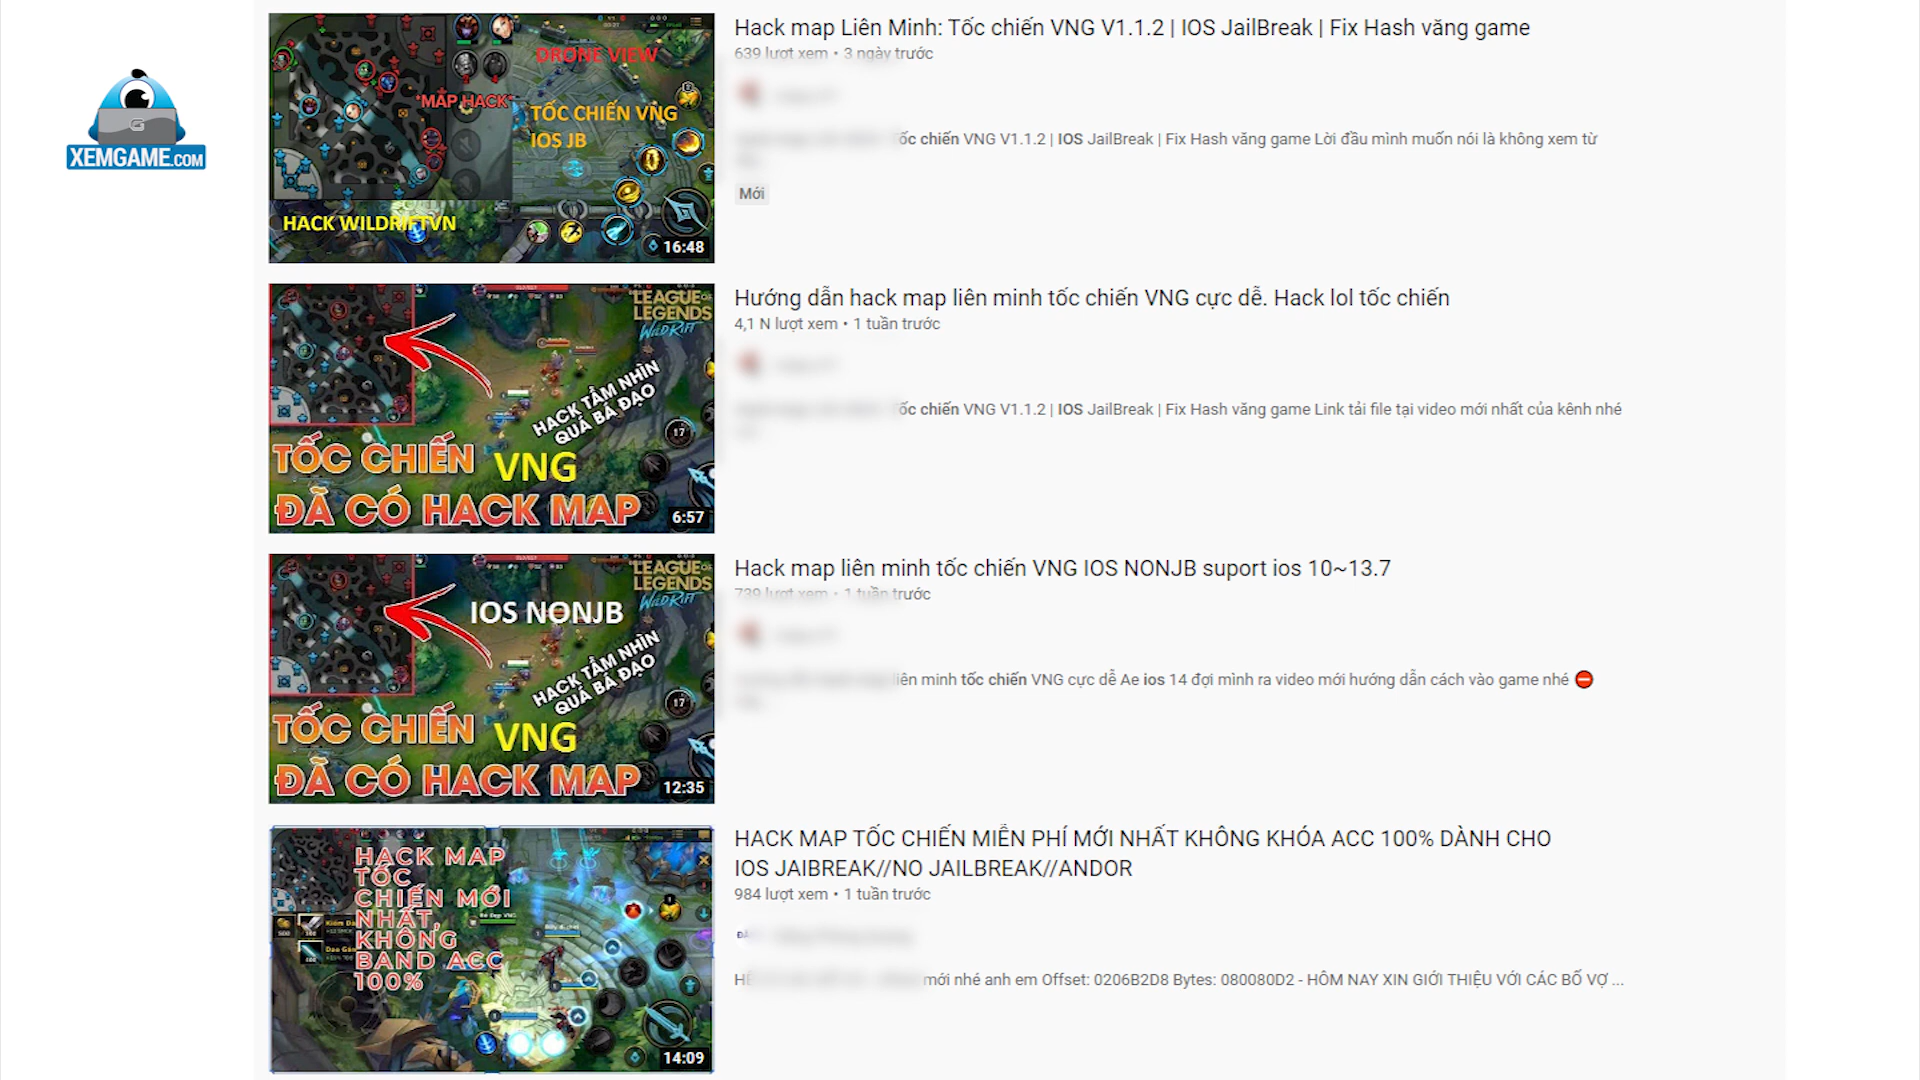 XEMGAME.COM
DRONE VIEW
*MAP HACK*
TỐC CHIẾN VNG
IOS JB
HACK WILDRIFTVN
16:48
Hack map Liên Minh: Tốc chiến VNG V1.1.2 | IOS JailBreak | Fix Hash văng game
639 lượt xem • 3 ngày trước
ốc chiến VNG V1.1.2 | IOS JailBreak | Fix Hash văng game Lời đầu mình muốn nói là không xem từ
Mới
LEAGUE OF
LEGENDS
WILD RIFT
HACK TẦM NHÌN
QUÁ BÁ ĐẠO
17
TỐC CHIẾN VNG
ĐÃ CÓ HACK MAP
6:57
Hướng dẫn hack map liên minh tốc chiến VNG cực dễ. Hack lol tốc chiến
4,1 N lượt xem • 1 tuần trước
ốc chiến VNG V1.1.2 | IOS JailBreak | Fix Hash văng game Link tải file tại video mới nhất của kênh nhé
LEAGUE OF
LEGENDS
WILD RIFT
IOS NONJB
HACK TẦM NHÌN
QUÁ BÁ ĐẠO
17
TỐC CHIẾN VNG
ĐÃ CÓ HACK MAP
12:35
Hack map liên minh tốc chiến VNG IOS NONJB suport ios 10~13.7
739 lượt xem • 1 tuần trước
liên minh tốc chiến VNG cực dễ Ae ios 14 đợi mình ra video mới hướng dẫn cách vào game nhé
HACK MAP
TỐC
CHIẾN MỚI
NHẤT,
KHÔNG
BAND ACC
100%
14:09
HACK MAP TỐC CHIẾN MIỄN PHÍ MỚI NHẤT KHÔNG KHÓA ACC 100% DÀNH CHO
IOS JAIBREAK//NO JAILBREAK//ANDOR
984 lượt xem • 1 tuần trước
mới nhé anh em Offset: 0206B2D8 Bytes: 080080D2 - HÔM NAY XIN GIỚI THIỆU VỚI CÁC BỐ VỢ ...